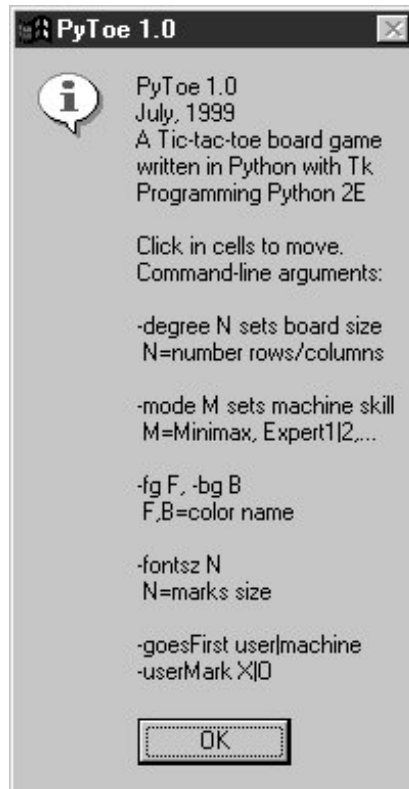 PyToe 1.0
PyToe 1.0
July, 1999
A Tic-tac-toe board game
written in Python with Tk
Programming Python 2E
Click in cells to move.
Command-line arguments:
-degree N sets board size
N=number rows/columns
-mode M sets machine skill
M=Minimax, Expert1|2,...
-fg F, -bg B
F,B=color name
-fontsz N
N=marks size
-goesFirst user|machine
-userMark X|O
OK